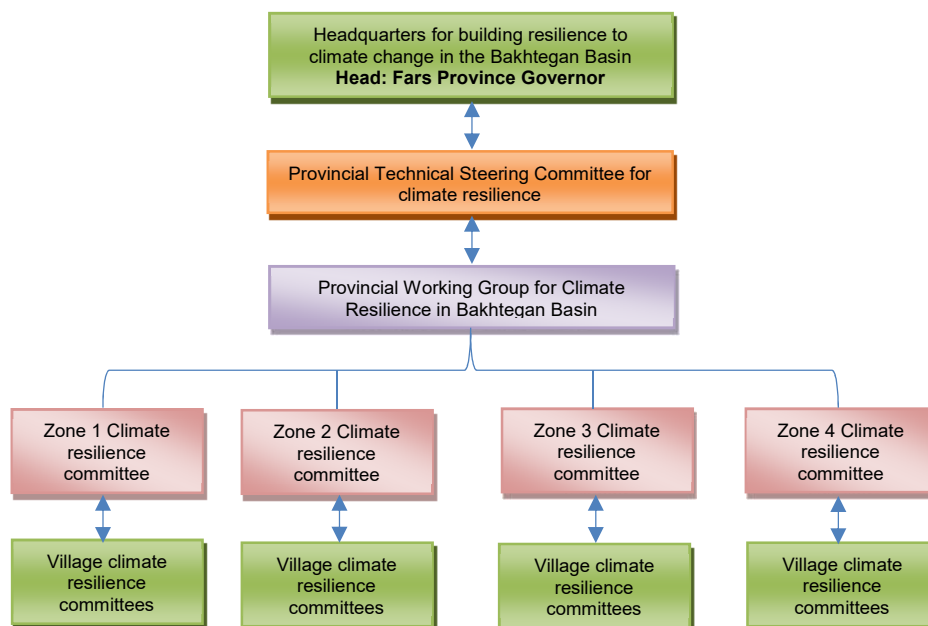 Headquarters for building resilience to
climate change in the Bakhtegan Basin
Head: Fars Province Governor
Provincial Technical Steering Committee for
climate resilience
Provincial Working Group for Climate
Resilience in Bakhtegan Basin
Zone 1 Climate
resilience
committee
Zone 2 Climate
resilience
committee
Zone 3 Climate
resilience
committee
Zone 4 Climate
resilience
committee
Village climate
resilience
committees
Village climate
resilience
committees
Village climate
resilience
committees
Village climate
resilience
committees